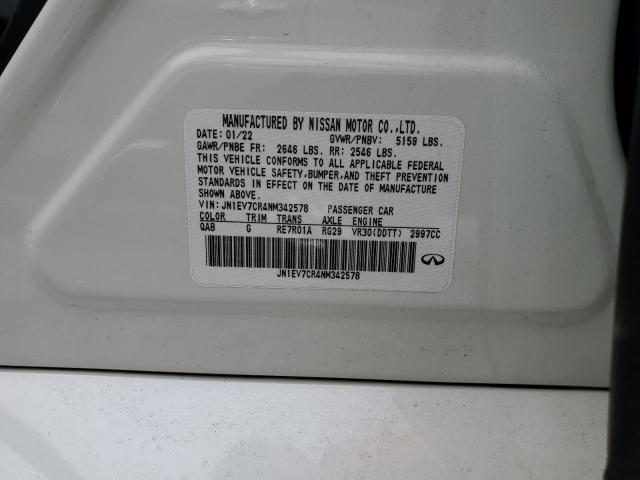 MANUFACTURED BY NISSAN MOTOR CO.,LTD.
DATE: 01/22 GVWR/PNBV: 5159 LBS.
GAWR/PNBE FR: 2646 LBS. RR: 2546 LBS.
THIS VEHICLE CONFORMS TO ALL APPLICABLE FEDERAL
MOTOR VEHICLE SAFETY,BUMPER,AND THEFT PREVENTION
STANDARDS IN EFFECT ON THE DATE OF MANUFACTURE
SHOWN ABOVE.
VIN: JN1EV7CR4NM342578 PASSENGER CAR
COLOR TRIM TRANS AXLE ENGINE
QAB G RE7R01A RG29 VR30(DDTT) 2997CC
JN1EV7CR4NM342578